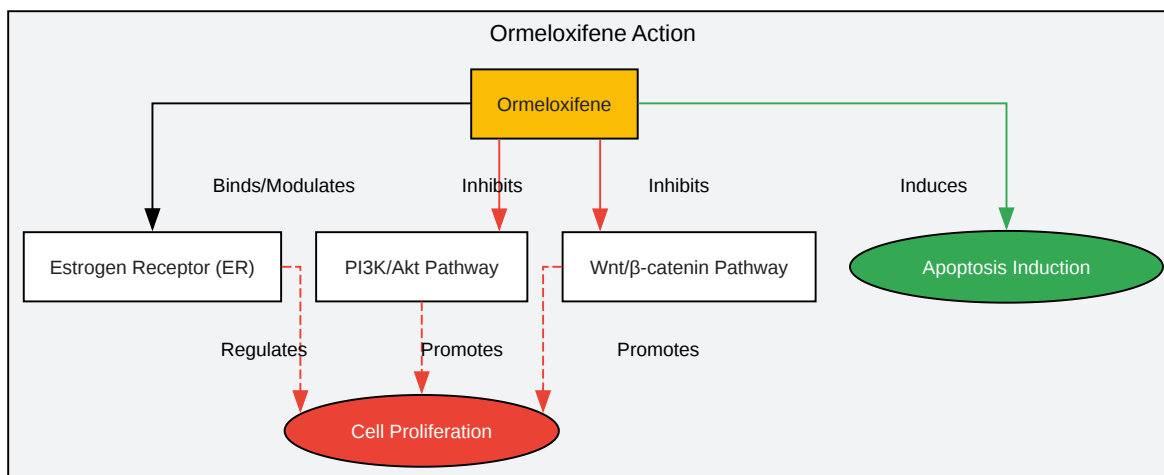 Ormeloxifene Action
Ormeloxifene
Binds/Modulates
Inhibits
Inhibits
Induces
Estrogen Receptor (ER)
PI3K/Akt Pathway
Wnt/β-catenin Pathway
Apoptosis Induction
Regulates
Promotes
Promotes
Cell Proliferation